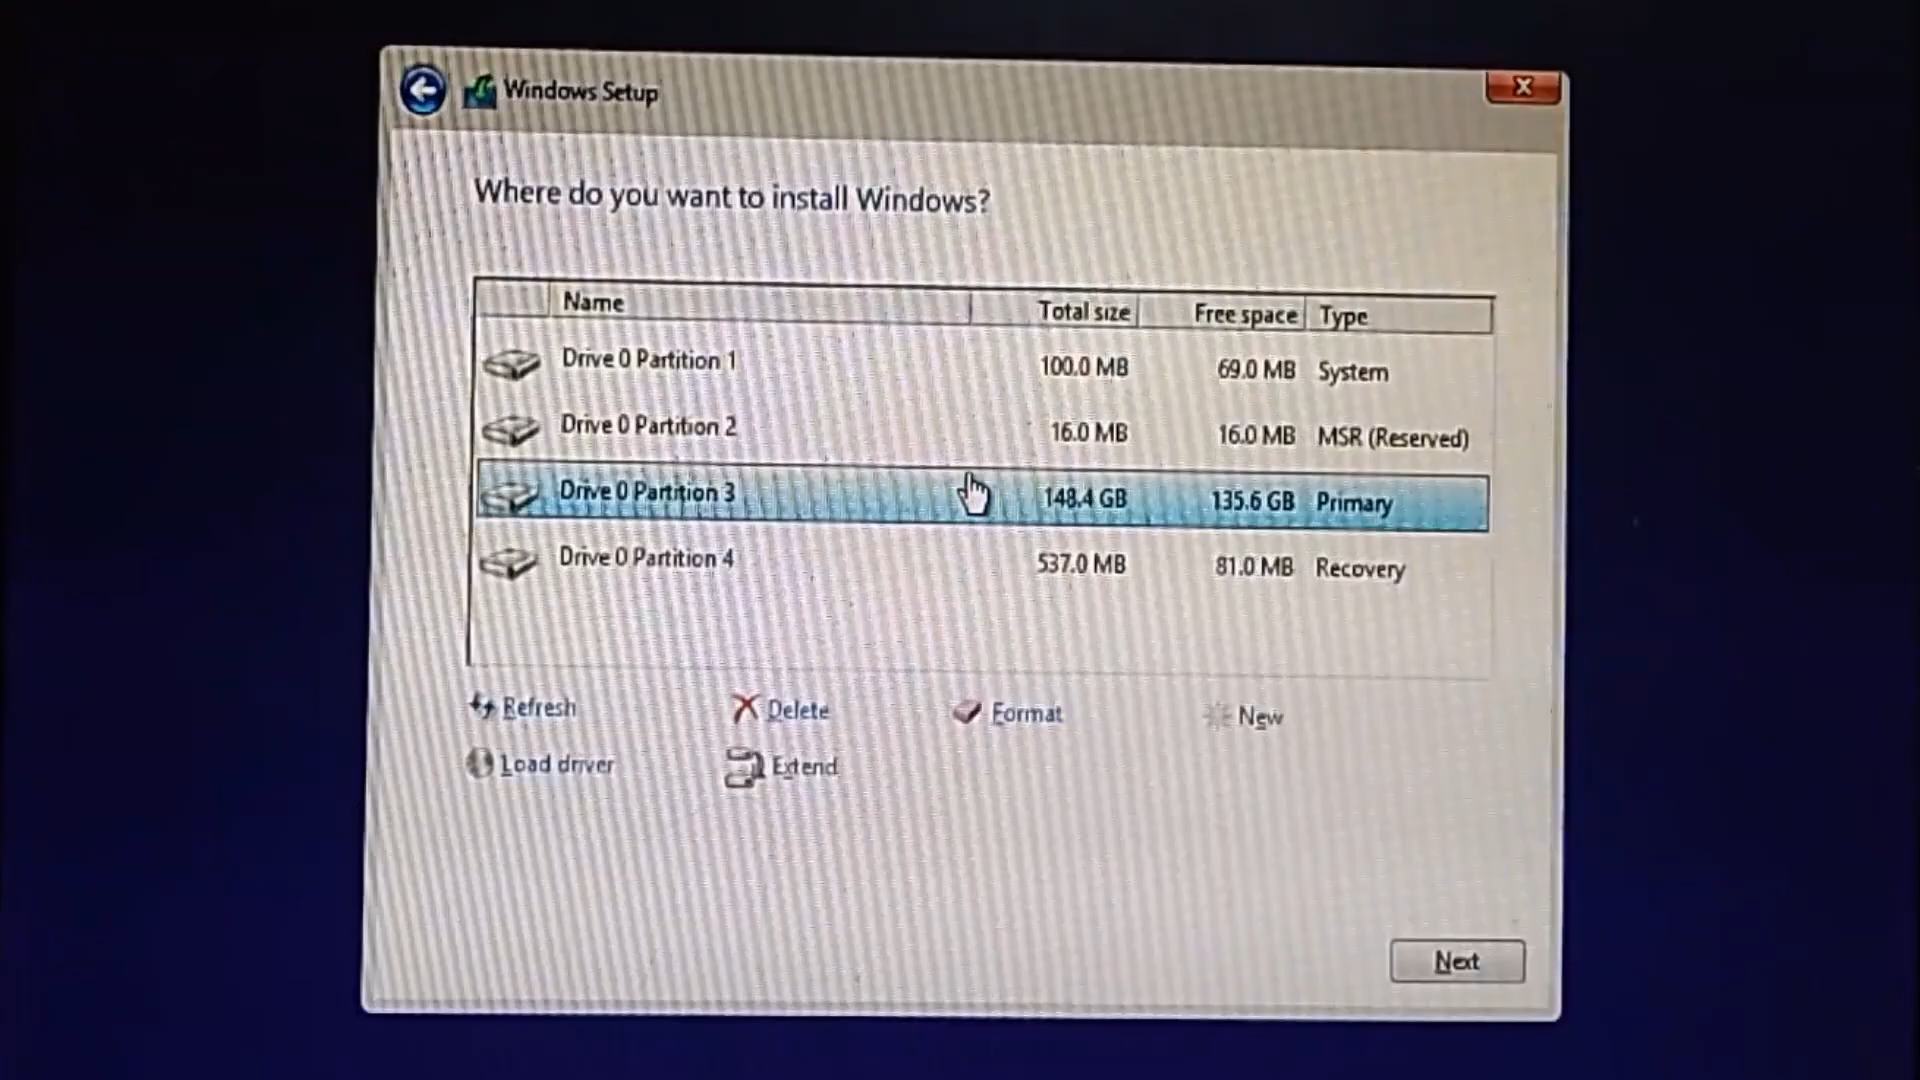 Windows Setup
Where do you want to install Windows?
Name Total size Free space Type
Drive 0 Partition 1 100.0 MB 69.0 MB System
Drive 0 Partition 2 16.0 MB 16.0 MB MSR (Reserved)
Drive 0 Partition 3 148.4 GB 135.6 GB Primary
Drive 0 Partition 4 537.0 MB 81.0 MB Recovery
Refresh Delete Format New
Load driver Extend
Next